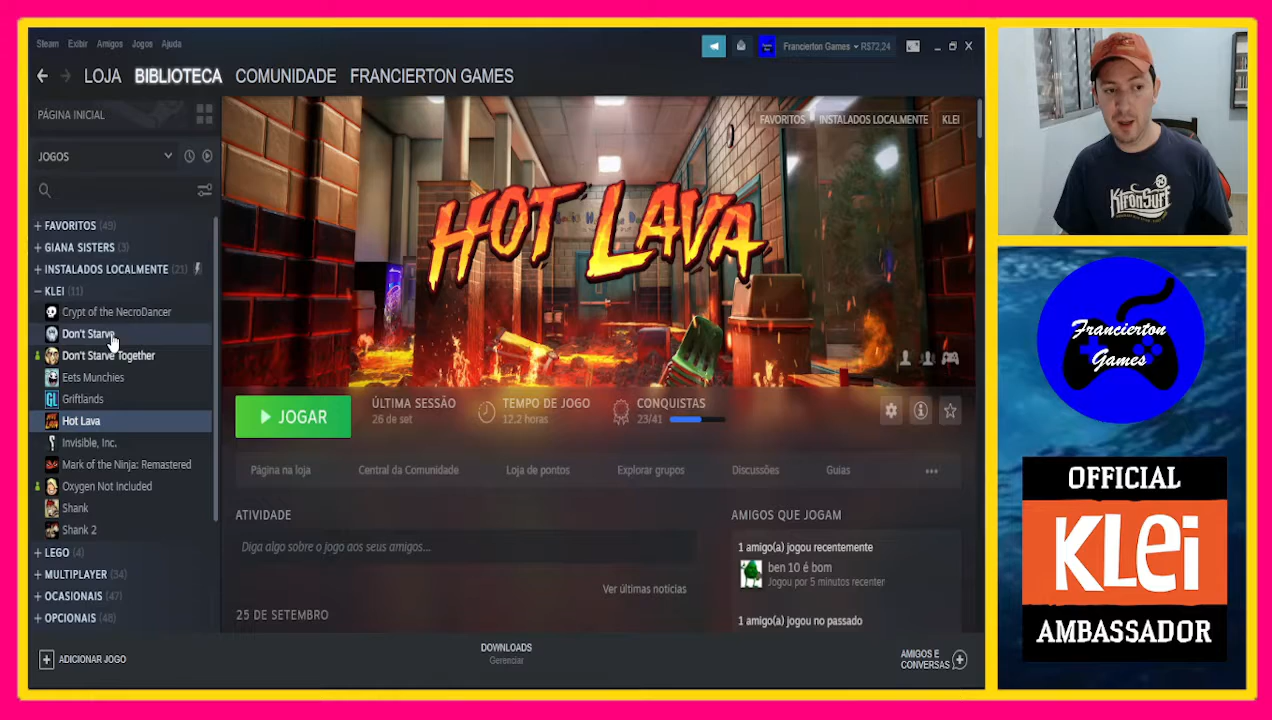 Steam Exibir Amigos Jogos Ajuda
Francierton Games R$72,24
LOJA BIBLIOTECA COMUNIDADE FRANCIERTON GAMES
PÁGINA INICIAL
JOGOS
FAVORITOS (49)
GIANA SISTERS (3)
INSTALADOS LOCALMENTE (21)
KLEI (11)
Crypt of the NecroDancer
Don't Starve
Don't Starve Together
Eets Munchies
Griftlands
Hot Lava
Invisible, Inc.
Mark of the Ninja: Remastered
Oxygen Not Included
Shank
Shank 2
LEGO (4)
MULTIPLAYER (34)
OCASIONAIS (47)
OPCIONAIS (48)
ADICIONAR JOGO
FAVORITOS INSTALADOS LOCALMENTE KLEI
HOT LAVA
JOGAR
ÚLTIMA SESSÃO
26 de set
TEMPO DE JOGO
12,2 horas
CONQUISTAS
23/41
Página na loja Central da Comunidade Loja de pontos Explorar grupos Discussões Guias
ATIVIDADE
Diga algo sobre o jogo aos seus amigos...
Ver últimas notícias
25 DE SETEMBRO
AMIGOS QUE JOGAM
1 amigo(a) jogou recentemente
ben 10 é bom
Jogou por 5 minutos recenter
1 amigo(a) jogou no passado
DOWNLOADS
Gerenciar
AMIGOS E
CONVERSAS
KtronSurf
Francierton
Games
OFFICIAL
KLEI
AMBASSADOR